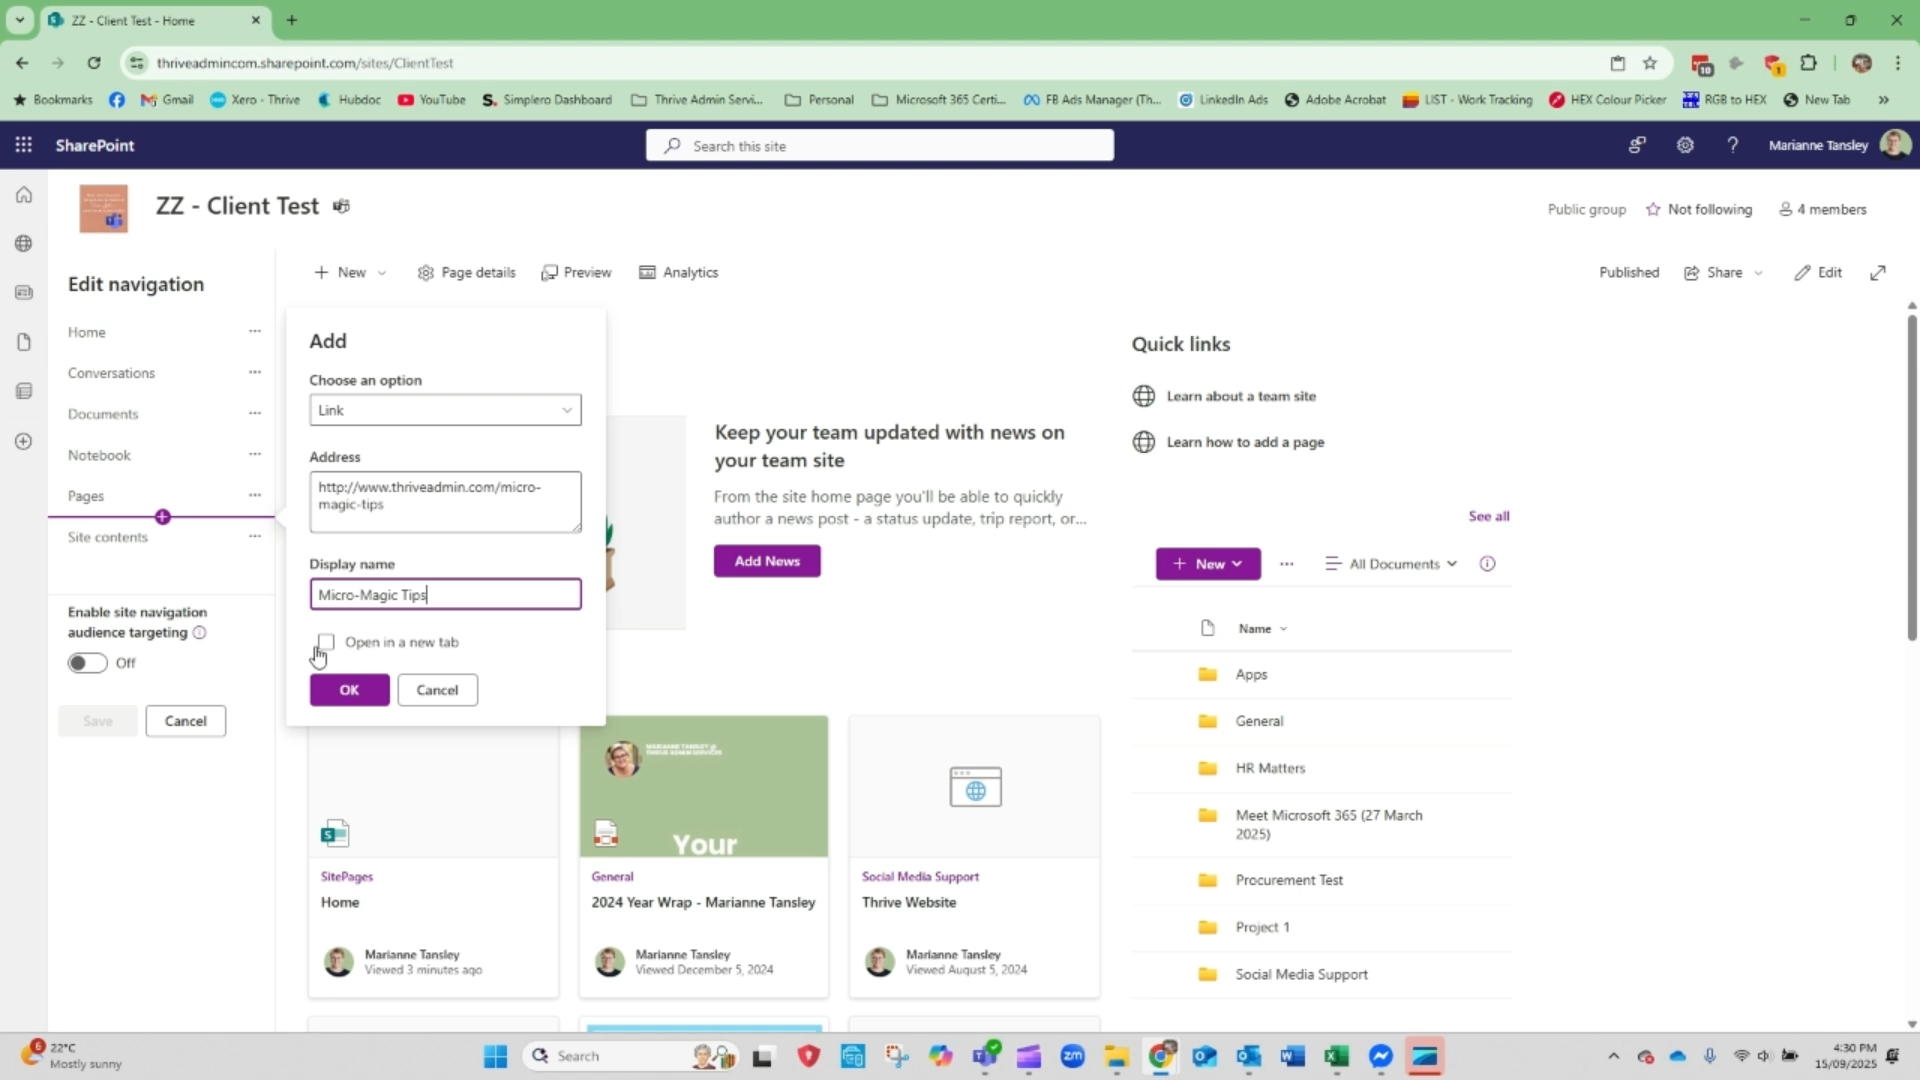 ZZ - Client Test - Home
thriveadmincom.sharepoint.com/sites/ClientTest
10
1
Bookmarks
Gmail
Xero - Thrive
Hubdoc
YouTube
Simplero Dashboard
Thrive Admin Servi...
Personal
Microsoft 365 Certi...
FB Ads Manager (Th...
LinkedIn Ads
Adobe Acrobat
LIST - Work Tracking
HEX Colour Picker
RGB to HEX
New Tab
SharePoint
Search this site
Marianne Tansley
ZZ - Client Test
Public group
Not following
4 members
Edit navigation
New
Page details
Preview
Analytics
Published
Share
Edit
Home
Conversations
Documents
Notebook
Pages
Site contents
Enable site navigation
audience targeting
Off
Save
Cancel
Add
Choose an option
Link
Address
http://www.thriveadmin.com/micro-
magic-tips
Display name
Micro-Magic Tips
Open in a new tab
OK
Cancel
Keep your team updated with news on
your team site
From the site home page you'll be able to quickly
author a news post - a status update, trip report, or...
Add News
Quick links
Learn about a team site
Learn how to add a page
See all
New
All Documents
Name
Apps
General
HR Matters
Meet Microsoft 365 (27 March
2025)
Procurement Test
Project 1
Social Media Support
SitePages
Home
Marianne Tansley
Viewed 3 minutes ago
MARIANNE TANSLEY @
THRIVE ADMIN SERVICES
Your
General
2024 Year Wrap - Marianne Tansley
Marianne Tansley
Viewed December 5, 2024
Social Media Support
Thrive Website
Marianne Tansley
Viewed August 5, 2024
6
22°C
Mostly sunny
Search
zm
4:30 PM
15/09/2025